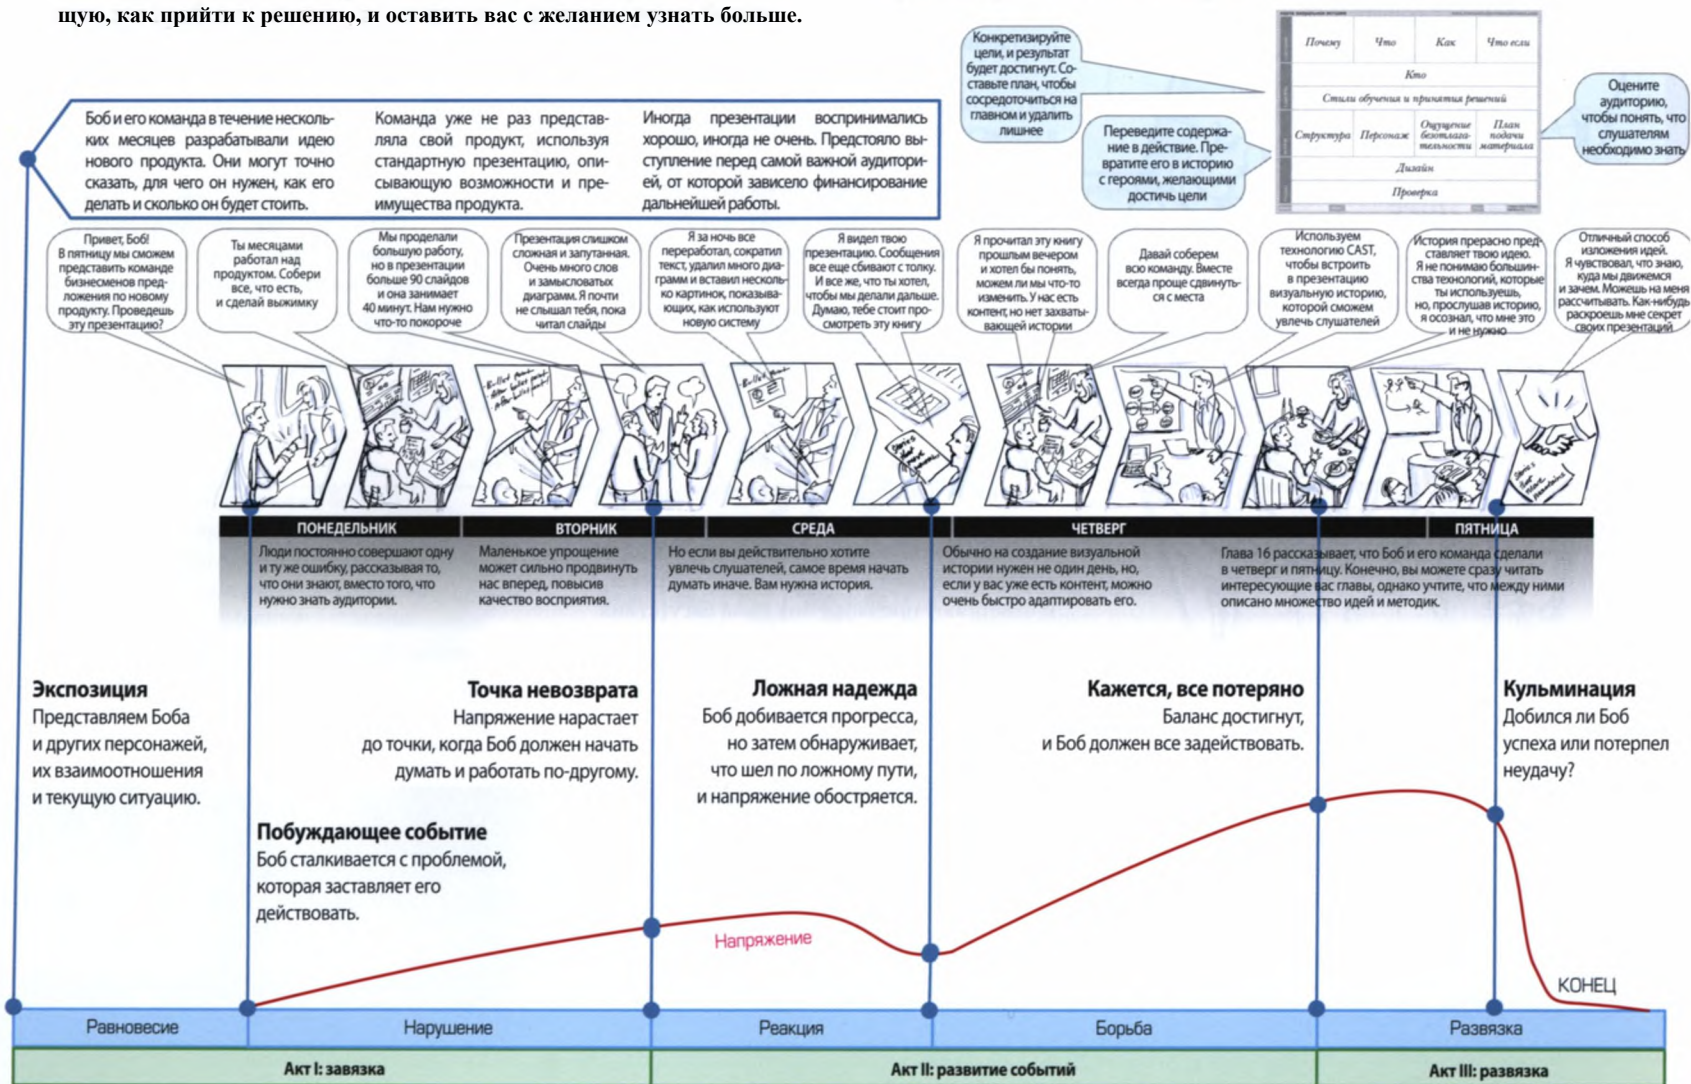 щую, как прийти к решению, и оставить вас с желанием узнать больше.
Боб и его команда в течение несколь-
ких месяцев разрабатывали идею
нового продукта. Они могут точно
сказать, для чего он нужен, как его
делать и сколько он будет стоить.
Команда уже не раз представ-
ляла свой продукт, используя
стандартную презентацию, опи-
сывающую возможности и пре-
имущества продукта.
Иногда презентации воспринимались
хорошо, иногда не очень. Предстояло вы-
ступление перед самой важной аудитори-
ей, от которой зависело финансирование
дальнейшей работы.
Конкретизируйте
цели, и результат
будет достигнут. Со-
ставьте план, чтобы
сосредоточиться на
главном и удалить
лишнее
Переведите содержа-
ние в действие. Пре-
вратите его в историю
с героями, желающими
достичь цели
Почему Что Как Что если
Кто
Стили обучения и принятия решений
Структура Персонаж Ощущение безотлага-тельности План подачи материала
Дизайн
Проверка
Оцените
аудиторию,
чтобы понять, что
слушателям
необходимо знать
Привет, Боб!
В пятницу мы сможем
представить команде
бизнесменов пред-
ложения по новому
продукту. Проведешь
эту презентацию?
Ты месяцами
работал над
продуктом. Собери
все, что есть,
и сделай выжимку
Мы проделали
большую работу,
но в презентации
больше 90 слайдов
и она занимает
40 минут. Нам нужно
что-то покороче
Презентация слишком
сложная и запутанная.
Очень много слов
и замысловатых
диаграмм. Я почти
не слышал тебя, пока
читал слайды
Я за ночь все
переработал, сократил
текст, удалил много диа-
грамм и вставил несколь-
ко картинок, показыва-
ющих, как используют
новую систему
Я видел твою
презентацию. Сообщения
все еще сбивают с толку.
И все же, что ты хотел,
чтобы мы делали дальше.
Думаю, тебе стоит про-
смотреть эту книгу
Я прочитал эту книгу
прошлым вечером
и хотел бы понять,
можем ли мы что-то
изменить. У нас есть
контент, но нет захваты-
вающей истории
Давай соберем
всю команду. Вместе
всегда проще сдвинуть-
ся с места
Используем
технологию CAST,
чтобы встроить
в презентацию
визуальную историю,
которой сможем
увлечь слушателей
История прерасно пред-
ставляет твою идею.
Я не понимаю большин-
ства технологий, которые
ты используешь,
но, прослушав историю,
я осознал, что мне это
и не нужно
Отличный способ
изложения идей.
Я чувствовал, что знаю,
куда мы движемся
и зачем. Можешь на меня
рассчитывать. Как-нибудь
раскроешь мне секрет
своих презентаций
ПОНЕДЕЛЬНИК ВТОРНИК СРЕДА ЧЕТВЕРГ ПЯТНИЦА
Люди постоянно совершают одну
и ту же ошибку, рассказывая то,
что они знают, вместо того, что
нужно знать аудитории.
Маленькое упрощение
может сильно продвинуть
нас вперед, повысив
качество восприятия.
Но если вы действительно хотите
увлечь слушателей, самое время начать
думать иначе. Вам нужна история.
Обычно на создание визуальной
истории нужен не один день, но,
если у вас уже есть контент, можно
очень быстро адаптировать его.
Глава 16 рассказывает, что Боб и его команда сделали
в четверг и пятницу. Конечно, вы можете сразу читать
интересующие вас главы, однако учтите, что между ними
описано множество идей и методик.
Экспозиция
Представляем Боба
и других персонажей,
их взаимоотношения
и текущую ситуацию.
Побуждающее событие
Боб сталкивается с проблемой,
которая заставляет его
действовать.
Точка невозврата
Напряжение нарастает
до точки, когда Боб должен начать
думать и работать по-другому.
Ложная надежда
Боб добивается прогресса,
но затем обнаруживает,
что шел по ложному пути,
и напряжение обостряется.
Кажется, все потеряно
Баланс достигнут,
и Боб должен все задействовать.
Кульминация
Добился ли Боб
успеха или потерпел
неудачу?
Напряжение
КОНЕЦ
Равновесие Нарушение Реакция Борьба Развязка
Акт I: завязка Акт II: развитие событий Акт III: развязка